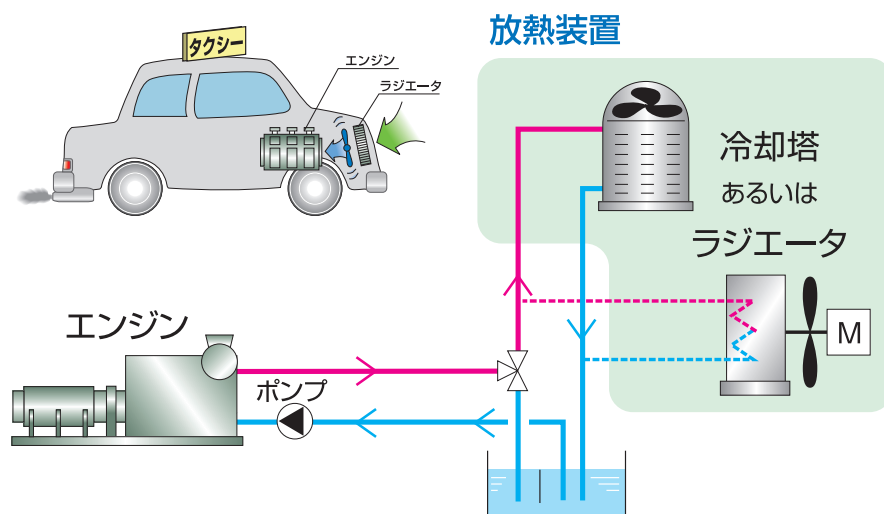 放熱装置
タクシー
エンジン
ラジエータ
冷却塔
あるいは
ラジエータ
M
エンジン
ポンプ